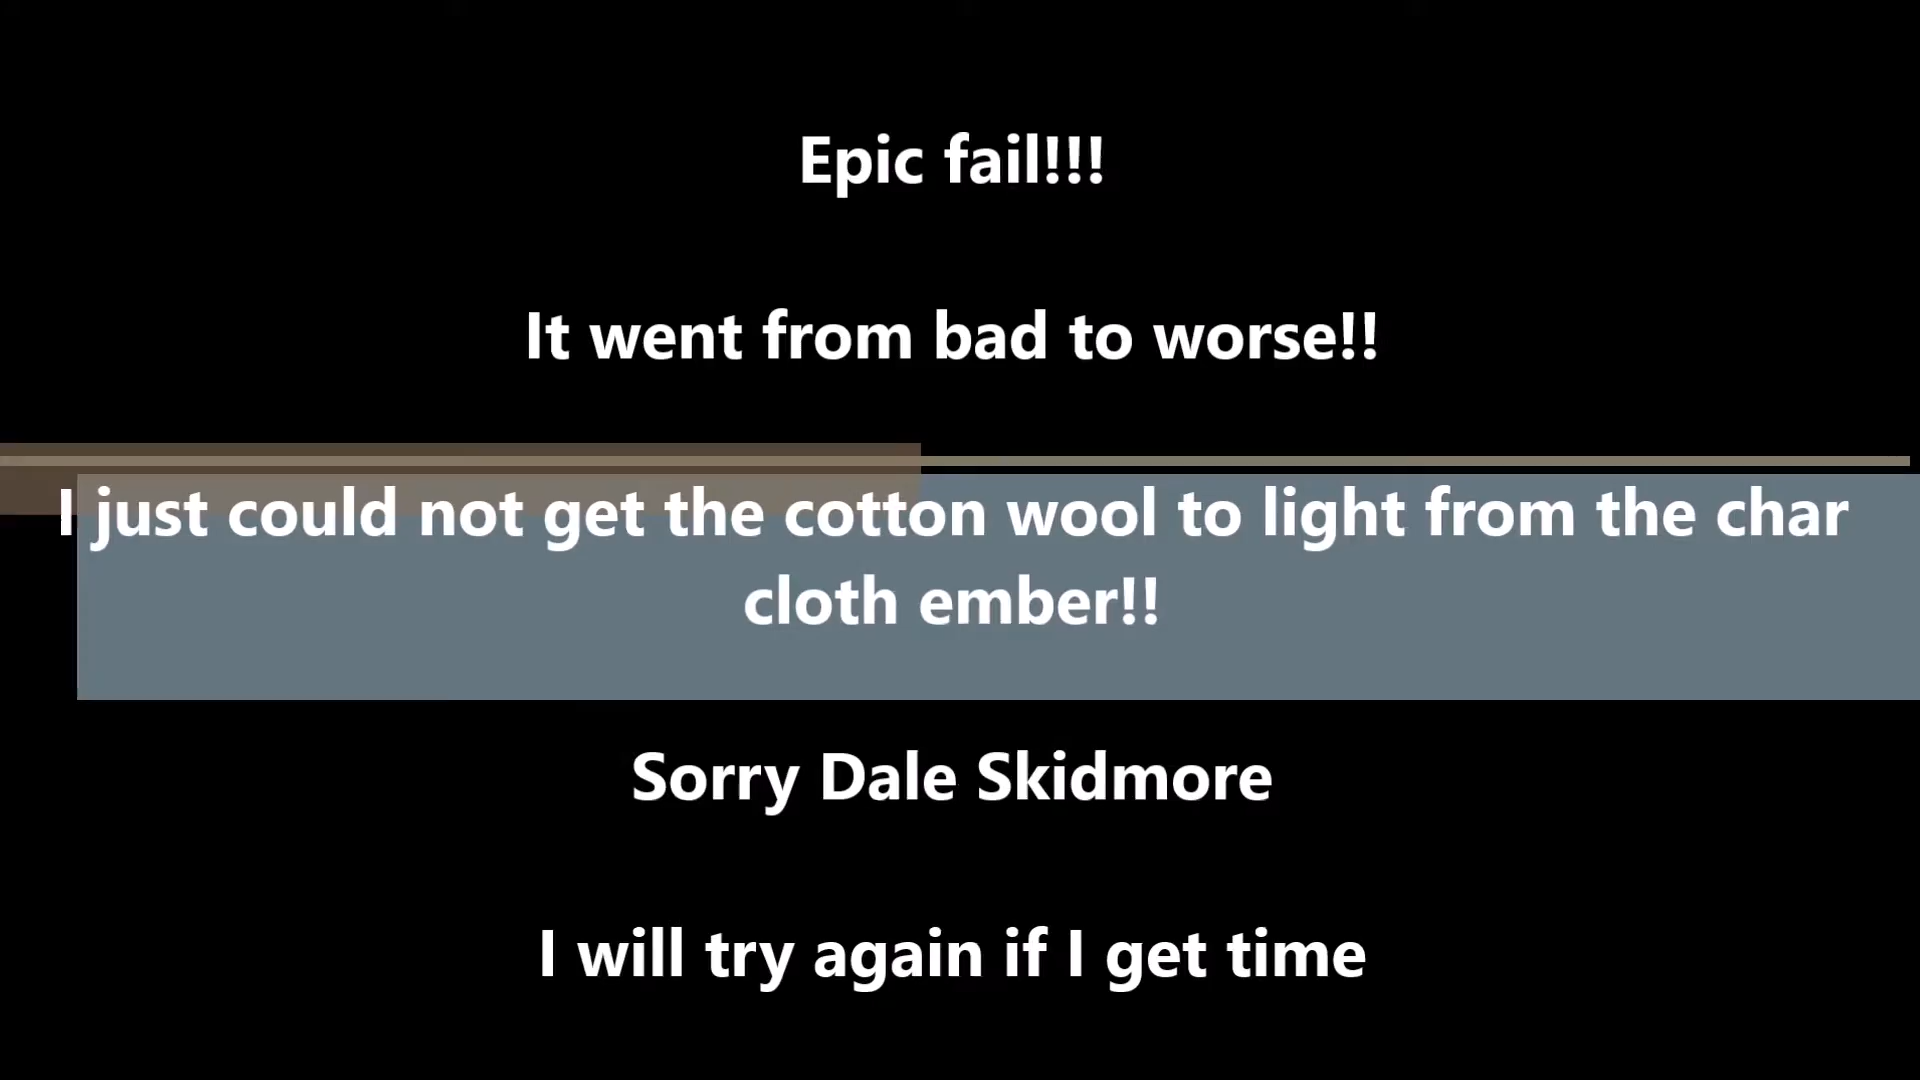 Epic fail!!!
It went from bad to worse!!
I just could not get the cotton wool to light from the char
cloth ember!!
Sorry Dale Skidmore
I will try again if I get time